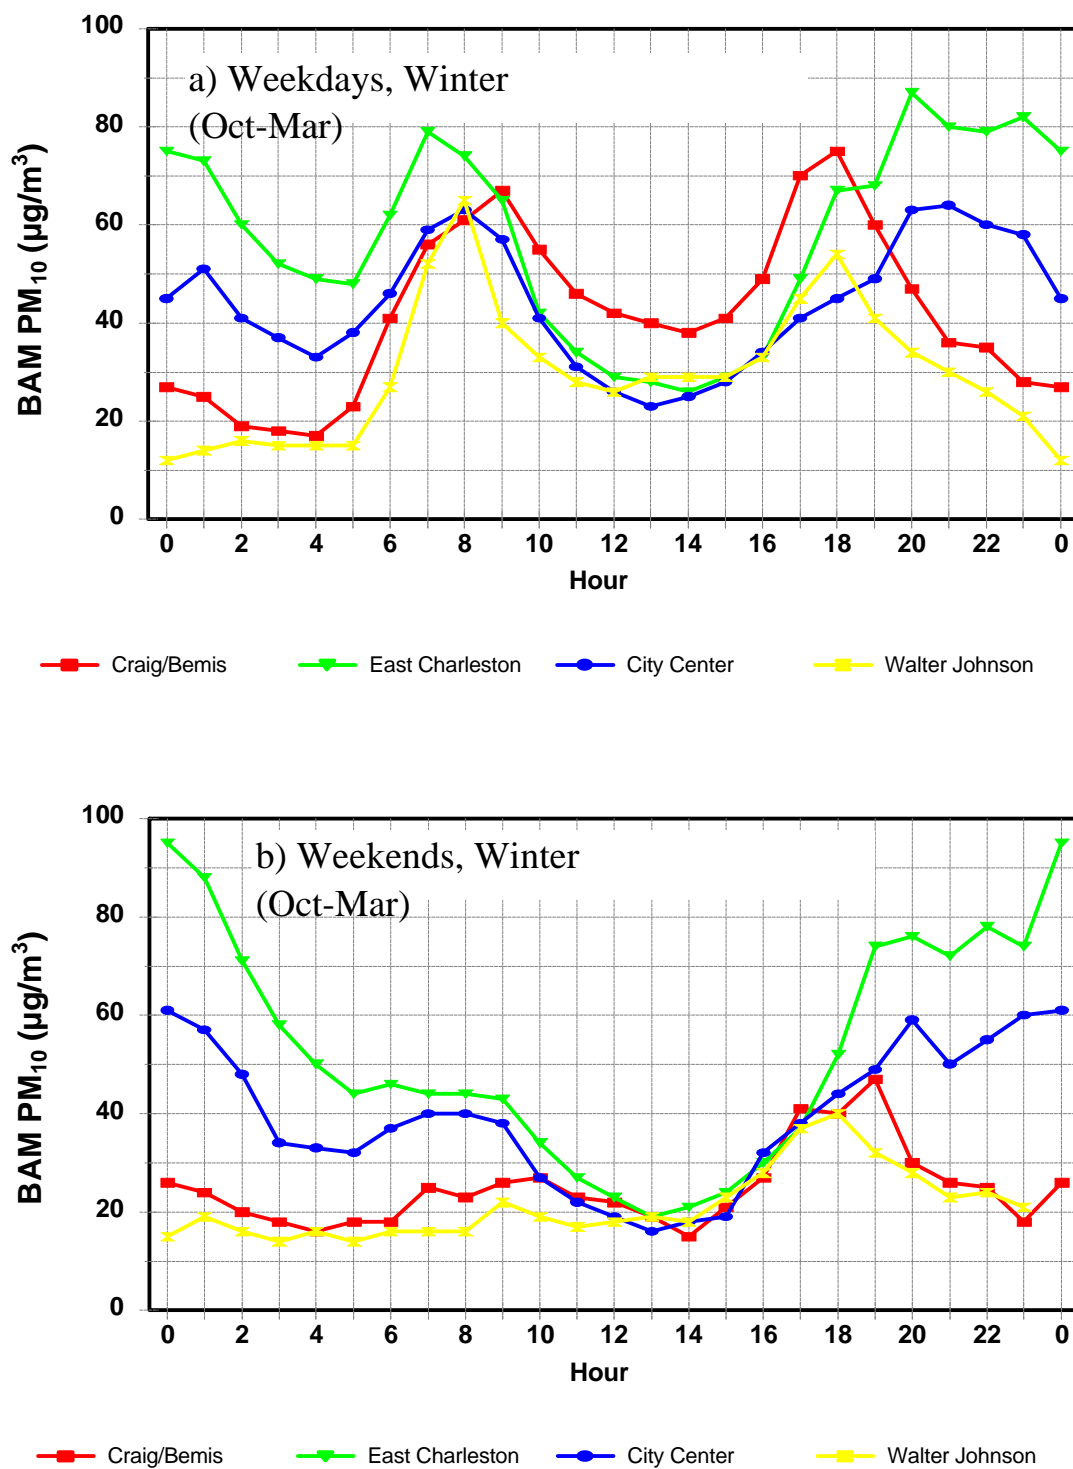 100
80
60
40
20
0
BAM PM10 (µg/m3)
a) Weekdays, Winter
(Oct-Mar)
0 2 4 6 8 10 12 14 16 18 20 22 0
Hour
Craig/Bemis East Charleston City Center Walter Johnson
100
80
60
40
20
0
BAM PM10 (µg/m3)
b) Weekends, Winter
(Oct-Mar)
0 2 4 6 8 10 12 14 16 18 20 22 0
Hour
Craig/Bemis East Charleston City Center Walter Johnson